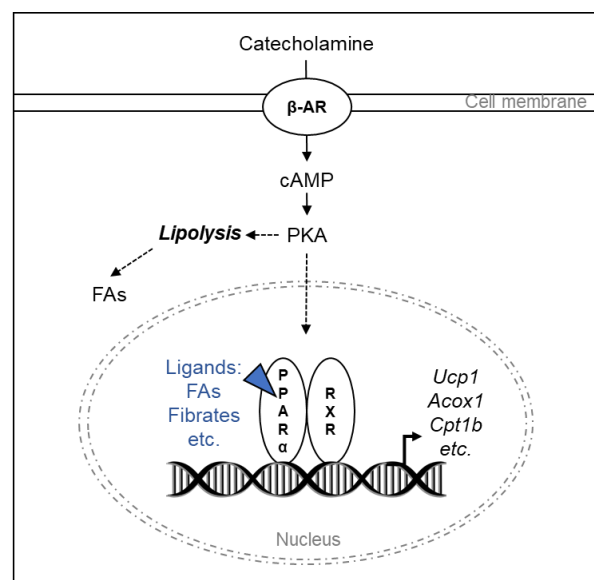 Catecholamine
Cell membrane
β-AR
cAMP
Lipolysis
PKA
FAs
Ligands:
FAs
Fibrates
etc.
P
P
A
R
α
R
X
R
Ucp1
Acox1
Cpt1b
etc.
Nucleus